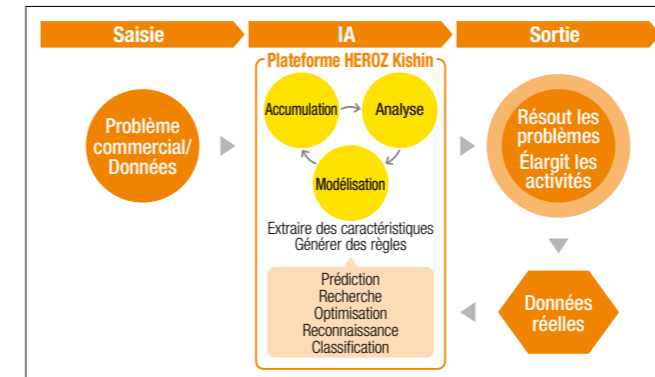 Saisie
IA
Sortie
Plateforme HEROZ Kishin
Problème
commercial/
Données
Accumulation
Analyse
Modélisation
Extraire des caractéristiques
Générer des règles
Prédiction
Recherche
Optimisation
Reconnaissance
Classification
Résout les
problèmes
Élargit les
activités
Données
réelles